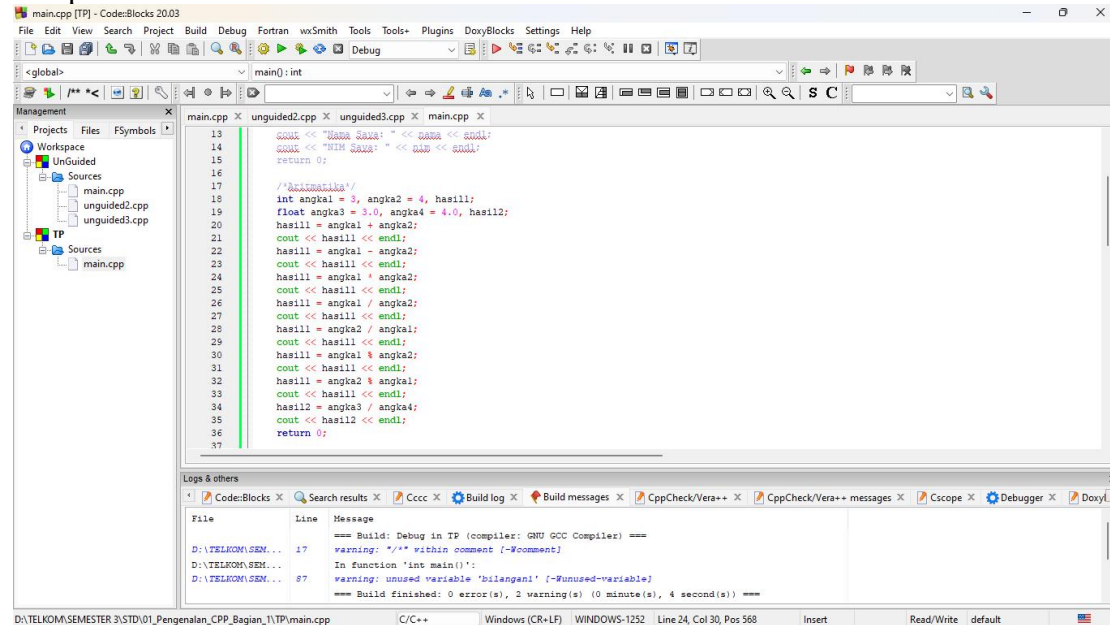 main.cpp [TP] - Code::Blocks 20.03
File Edit View Search Project Build Debug Fortran wxSmith Tools Tools+ Plugins DoxyBlocks Settings Help
Debug
<global>
main() : int
/** *<
S C
Management
Projects Files FSymbols
Workspace
UnGuided
Sources
main.cpp
unguided2.cpp
unguided3.cpp
TP
Sources
main.cpp
main.cpp unguided2.cpp unguided3.cpp main.cpp
13 cout << "Nama Saya: " << nama << endl;
14 cout << "NIM Saya: " << nim << endl;
15 return 0;
16
17 /*Aritmatika*/
18 int angka1 = 3, angka2 = 4, hasil1;
19 float angka3 = 3.0, angka4 = 4.0, hasil2;
20 hasil1 = angka1 + angka2;
21 cout << hasil1 << endl;
22 hasil1 = angka1 - angka2;
23 cout << hasil1 << endl;
24 hasil1 = angka1 * angka2;
25 cout << hasil1 << endl;
26 hasil1 = angka1 / angka2;
27 cout << hasil1 << endl;
28 hasil1 = angka2 / angka1;
29 cout << hasil1 << endl;
30 hasil1 = angka1 % angka2;
31 cout << hasil1 << endl;
32 hasil1 = angka2 % angka1;
33 cout << hasil1 << endl;
34 hasil2 = angka3 / angka4;
35 cout << hasil2 << endl;
36 return 0;
37
Logs & others
Code::Blocks Search results Cccc Build log Build messages CppCheck/Vera++ CppCheck/Vera++ messages Cscope Debugger
File Line Message
=== Build: Debug in TP (compiler: GNU GCC Compiler) ===
D:\TELKOM\SEM... 17 warning: "/*" within comment [-Wcomment]
D:\TELKOM\SEM... In function 'int main()':
D:\TELKOM\SEM... 87 warning: unused variable 'bilangan1' [-Wunused-variable]
=== Build finished: 0 error(s), 2 warning(s) (0 minute(s), 4 second(s)) ===
D:\TELKOM\SEMESTER 3\STD\01_Pengenalan_CPP_Bagian_1\TP\main.cpp C/C++ Windows (CR+LF) WINDOWS-1252 Line 24, Col 30, Pos 568 Insert Read/Write default